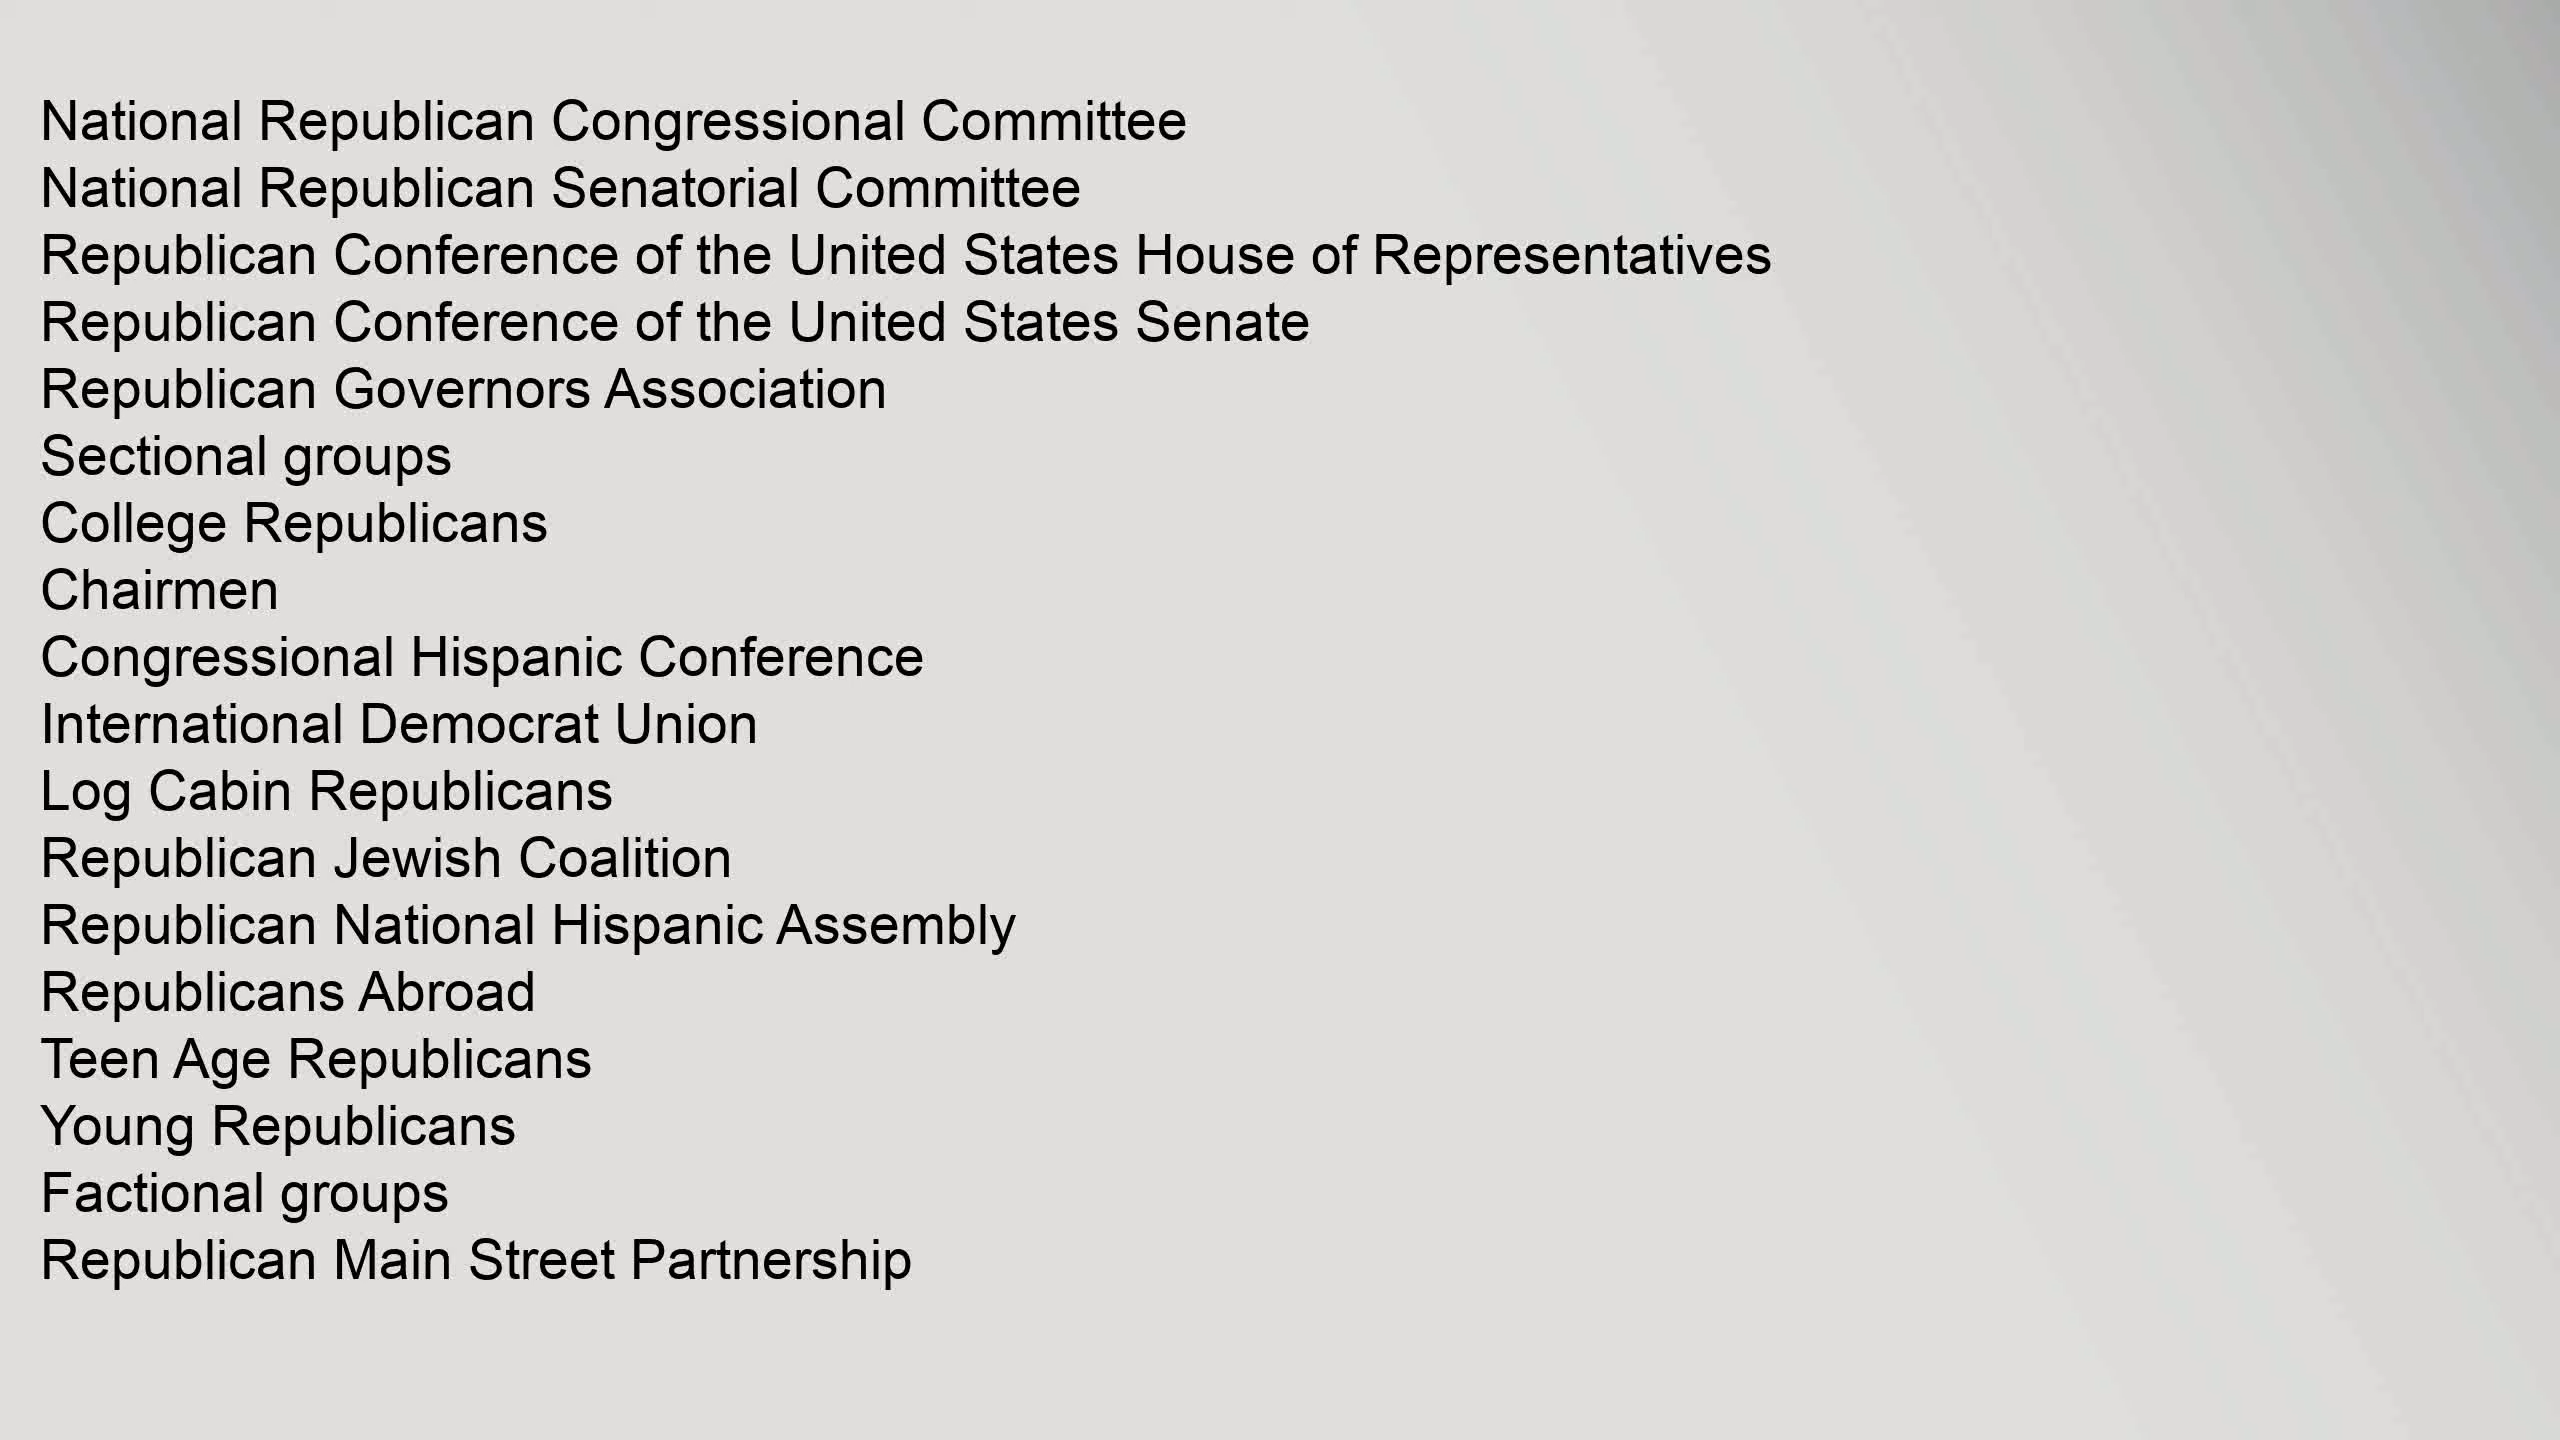 National Republican Congressional Committee
National Republican Senatorial Committee
Republican Conference of the United States House of Representatives
Republican Conference of the United States Senate
Republican Governors Association
Sectional groups
College Republicans
Chairmen
Congressional Hispanic Conference
International Democrat Union
Log Cabin Republicans
Republican Jewish Coalition
Republican National Hispanic Assembly
Republicans Abroad
Teen Age Republicans
Young Republicans
Factional groups
Republican Main Street Partnership